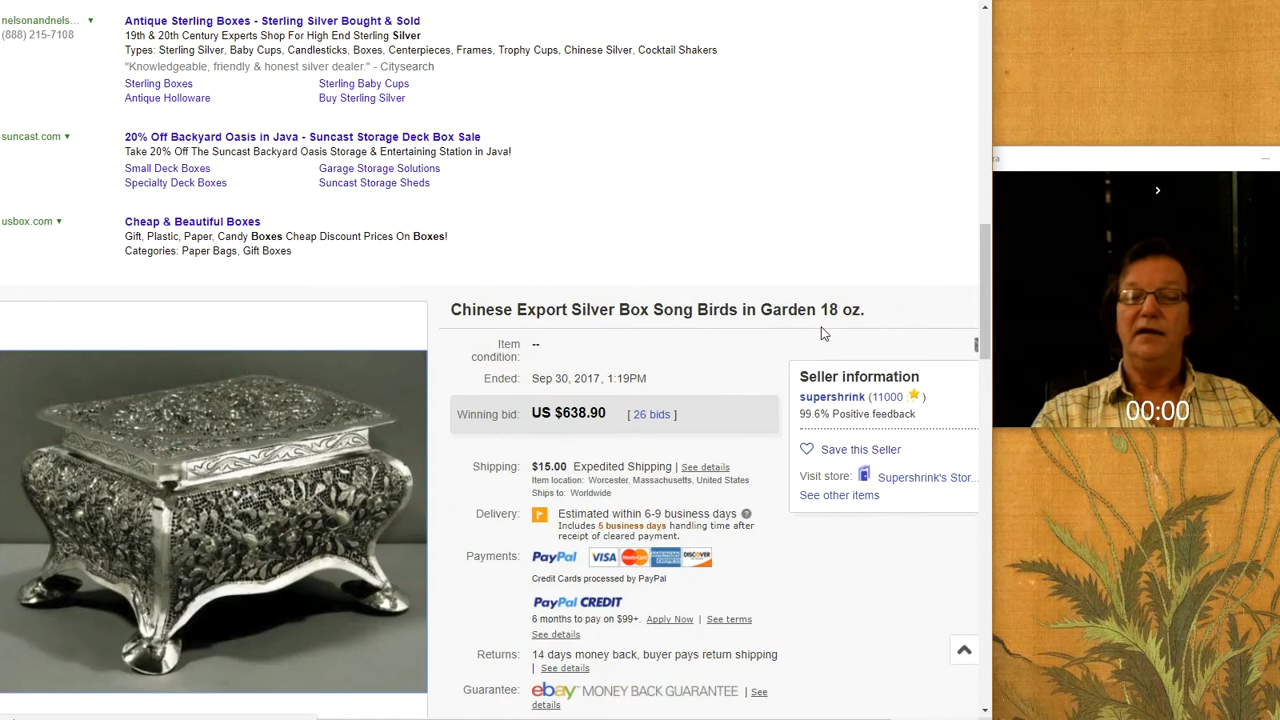 nelsonandnels... ▼
(888) 215-7108
Antique Sterling Boxes - Sterling Silver Bought & Sold
19th & 20th Century Experts Shop For High End Sterling Silver
Types: Sterling Silver, Baby Cups, Candlesticks, Boxes, Centerpieces, Frames, Trophy Cups, Chinese Silver, Cocktail Shakers
"Knowledgeable, friendly & honest silver dealer." - Citysearch
Sterling Boxes Sterling Baby Cups
Antique Holloware Buy Sterling Silver
suncast.com ▼
20% Off Backyard Oasis in Java - Suncast Storage Deck Box Sale
Take 20% Off The Suncast Backyard Oasis Storage & Entertaining Station in Java!
Small Deck Boxes Garage Storage Solutions
Specialty Deck Boxes Suncast Storage Sheds
usbox.com ▼
Cheap & Beautiful Boxes
Gift, Plastic, Paper, Candy Boxes Cheap Discount Prices On Boxes!
Categories: Paper Bags, Gift Boxes
Chinese Export Silver Box Song Birds in Garden 18 oz.
Item condition: --
Ended: Sep 30, 2017, 1:19PM
Winning bid: US $638.90 [ 26 bids ]
Shipping: $15.00 Expedited Shipping | See details
Item location: Worcester, Massachusetts, United States
Ships to: Worldwide
Delivery: Estimated within 6-9 business days
Includes 5 business days handling time after
receipt of cleared payment.
Payments: PayPal VISA MasterCard AMERICAN EXPRESS DISCOVER
Credit Cards processed by PayPal
PayPal CREDIT
6 months to pay on $99+. Apply Now | See terms
See details
Returns: 14 days money back, buyer pays return shipping
| See details
Guarantee: ebay MONEY BACK GUARANTEE | See
details
Seller information
supershrink (11000 )
99.6% Positive feedback
Save this Seller
Visit store: Supershrink's Stor...
See other items
ra
00:00